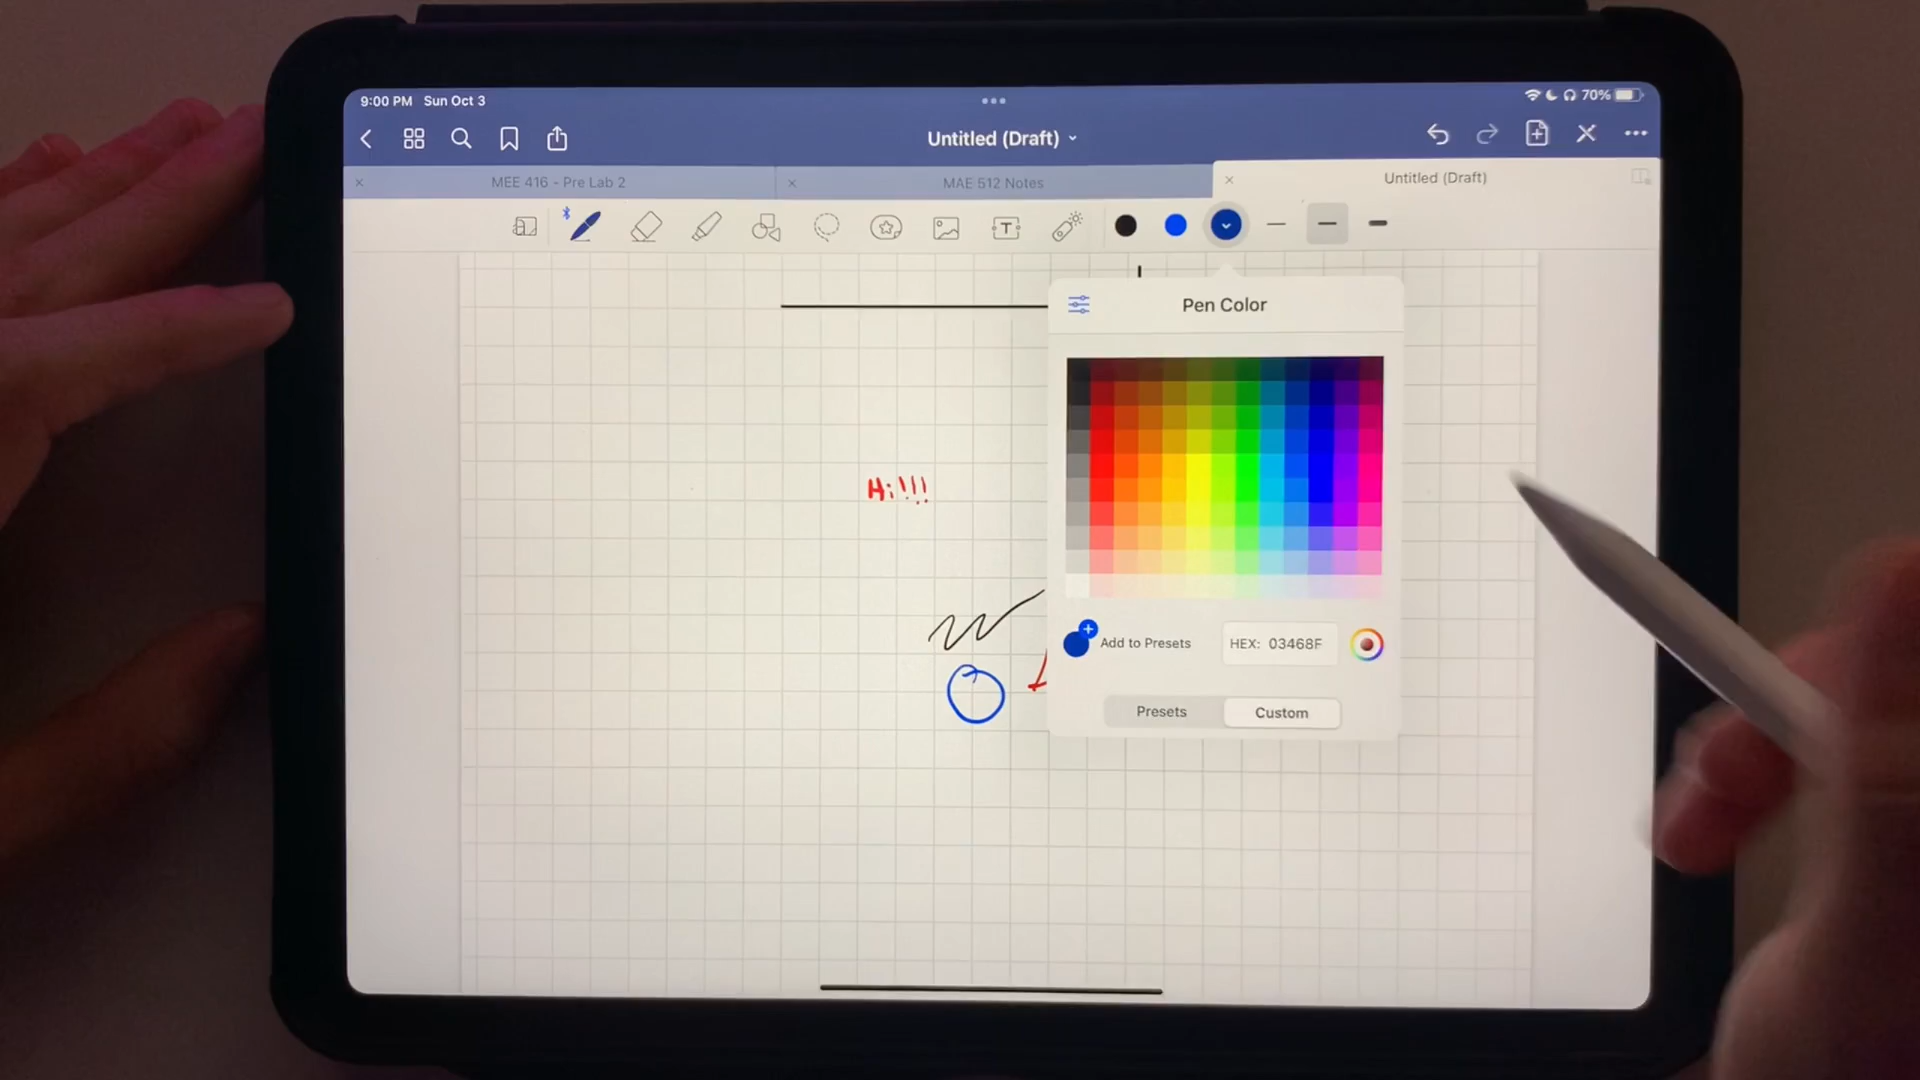 9:00 PM Sun Oct 3
70%
Untitled (Draft)
MEE 416 - Pre Lab 2
MAE 512 Notes
Untitled (Draft)
T
Pen Color
Hi!!!
Add to Presets
HEX: 03468F
Presets
Custom